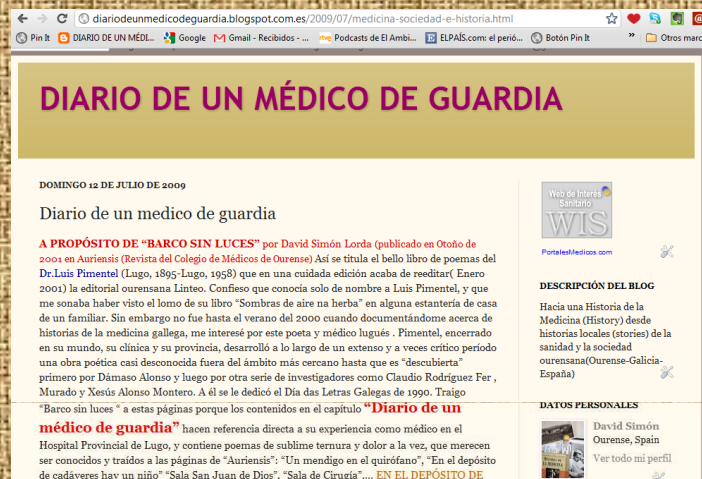 diariodeunmedicodeguardia.blogspot.com.es/2009/07/medicina-sociedad-e-historia.html
Pin It DIARIO DE UN MÉDI... Google Gmail - Recibidos - ... Podcasts de El Ambi... ELPAÍS.com: el perió... Botón Pin It » Otros marc
DIARIO DE UN MÉDICO DE GUARDIA
DOMINGO 12 DE JULIO DE 2009
Diario de un medico de guardia
A PROPÓSITO DE “BARCO SIN LUCES” por David Simón Lorda (publicado en Otoño de
2001 en Auriensis (Revista del Colegio de Médicos de Ourense) Así se titula el bello libro de poemas del
Dr.Luis Pimentel (Lugo, 1895-Lugo, 1958) que en una cuidada edición acaba de reeditar( Enero
2001) la editorial ourensana Linteo. Confieso que conocía solo de nombre a Luis Pimentel, y que
me sonaba haber visto el lomo de su libro “Sombras de aire na herba” en alguna estantería de casa
de un familiar. Sin embargo no fue hasta el verano del 2000 cuando documentándome acerca de
historias de la medicina gallega, me interesé por este poeta y médico lugués . Pimentel, encerrado
en su mundo, su clínica y su provincia, desarrolló a lo largo de un extenso y a veces crítico período
una obra poética casi desconocida fuera del ámbito más cercano hasta que es “descubierta”
primero por Dámaso Alonso y luego por otra serie de investigadores como Claudio Rodríguez Fer ,
Murado y Xesús Alonso Montero. A él se le dedicó el Día das Letras Galegas de 1990. Traigo
“Barco sin luces “ a estas páginas porque los contenidos en el capítulo “Diario de un
médico de guardia” hacen referencia directa a su experiencia como médico en el
Hospital Provincial de Lugo, y contiene poemas de sublime ternura y dolor a la vez, que merecen
ser conocidos y traídos a las páginas de “Auriensis”: “Un mendigo en el quirófano”, “En el depósito
de cadáveres hay un niño” “Sala San Juan de Dios”, “Sala de Cirugía”.... EN EL DEPÓSITO DE
Web de Interés
Sanitario
WIS
PortalesMedicos.com
DESCRIPCIÓN DEL BLOG
Hacia una Historia de la
Medicina (History) desde
historias locales (stories) de la
sanidad y la sociedad
ourensana(Ourense-Galicia-
España)
DATOS PERSONALES
David Simón
Ourense, Spain
Ver todo mi perfil